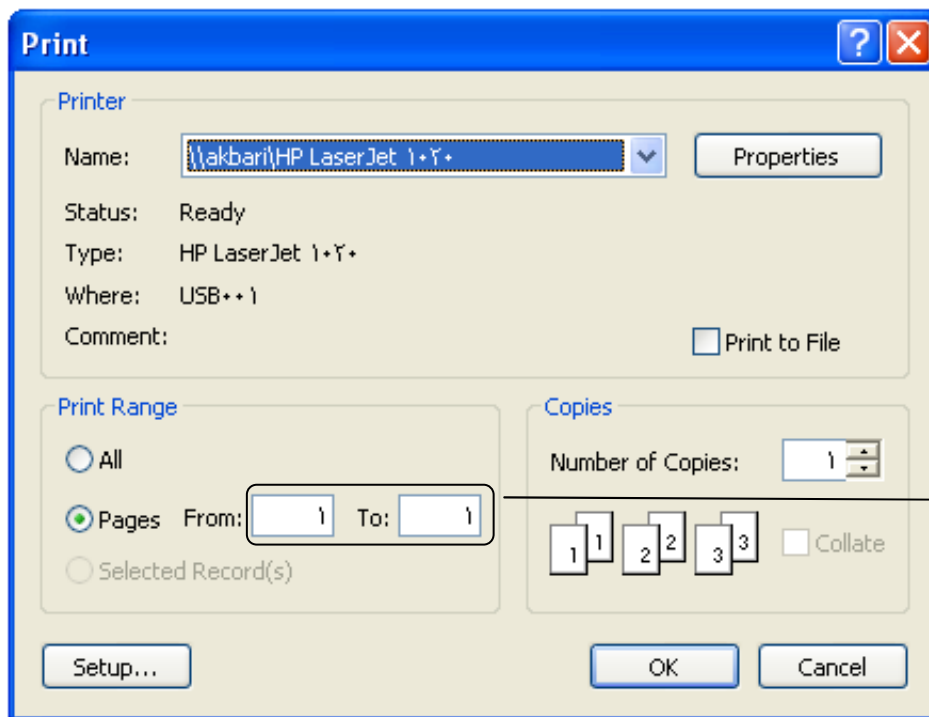 Print
Printer
Name: \\akbari\HP LaserJet ۱۰۲۰ Properties
Status: Ready
Type: HP LaserJet ۱۰۲۰
Where: USB۰۰۱
Comment: Print to File
Print Range
All
Pages From: ۱ To: ۱
Selected Record(s)
Copies
Number of Copies: ۱
1 1 2 2 3 3 Collate
Setup... OK Cancel